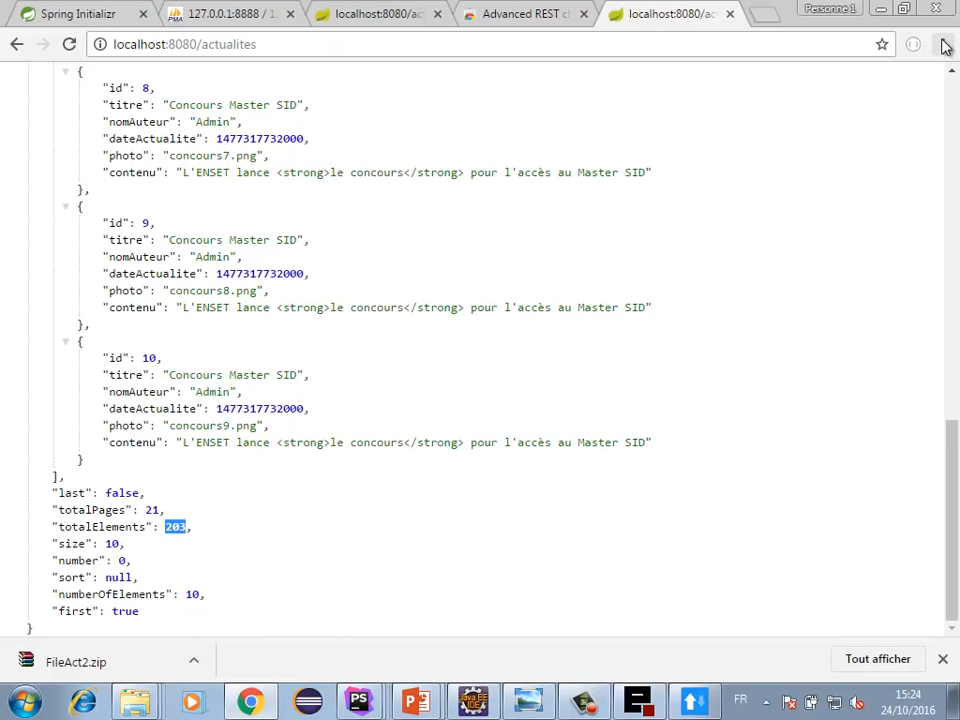 Spring Initializr
127.0.0.1:8888 / 1
localhost:8080/a
Advanced REST c
localhost:8080/a
Personne 1
localhost:8080/actualites
{
"id": 8,
"titre": "Concours Master SID",
"nomAuteur": "Admin",
"dateActualite": 1477317732000,
"photo": "concours7.png",
"contenu": "L'ENSET lance <strong>le concours</strong> pour l'accès au Master SID"
},
{
"id": 9,
"titre": "Concours Master SID",
"nomAuteur": "Admin",
"dateActualite": 1477317732000,
"photo": "concours8.png",
"contenu": "L'ENSET lance <strong>le concours</strong> pour l'accès au Master SID"
},
{
"id": 10,
"titre": "Concours Master SID",
"nomAuteur": "Admin",
"dateActualite": 1477317732000,
"photo": "concours9.png",
"contenu": "L'ENSET lance <strong>le concours</strong> pour l'accès au Master SID"
}
],
"last": false,
"totalPages": 21,
"totalElements": 203,
"size": 10,
"number": 0,
"sort": null,
"numberOfElements": 10,
"first": true
}
FileAct2.zip
Tout afficher
FR
15:24
24/10/2016